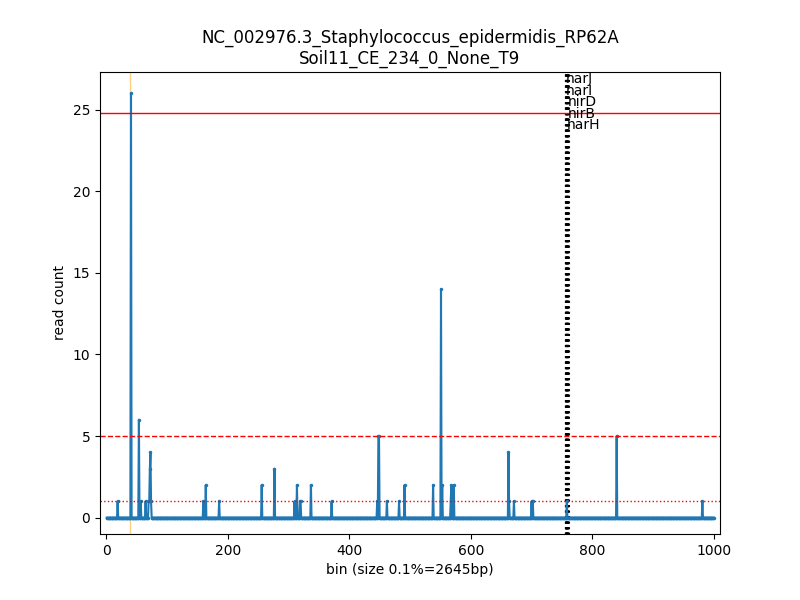 NC_002976.3_Staphylococcus_epidermidis_RP62A
Soil11_CE_234_0_None_T9
narJ
narI
nirD
nirB
narH
25
20
15
10
5
0
read count
0 200 400 600 800 1000
bin (size 0.1%=2645bp)